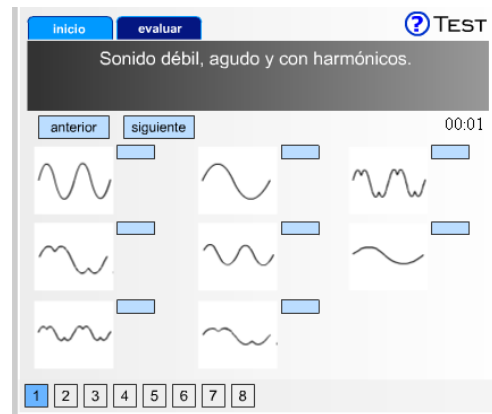 inicio evaluar ? TEST
Sonido débil, agudo y con harmónicos.
anterior siguiente 00:01
1 2 3 4 5 6 7 8